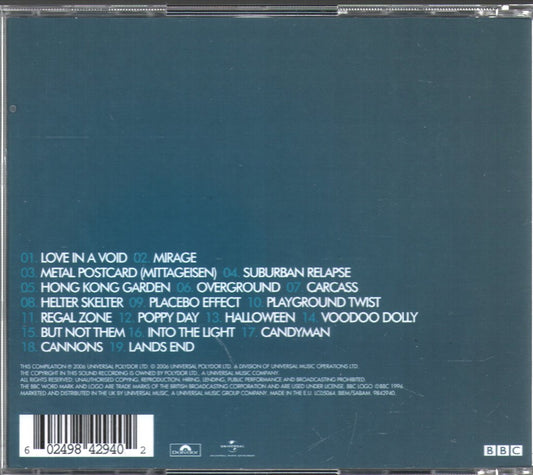 01. LOVE IN A VOID 02. MIRAGE
03. METAL POSTCARD (MITTAGEISEN) 04. SUBURBAN RELAPSE
05 HONG KONG GARDEN 06. OVERGROUND 07. CARCASS
08. HELTER SKELTER 09. PLACEBO EFFECT 10. PLAYGROUND TWIST
11. REGAL ZONE 12. POPPY DAY 13. HALLOWEEN 14. VOODOO DOLLY
15. BUT NOT THEM 16. INTO THE LIGHT 17. CANDYMAN
18. CANNONS 19. LANDS END
THIS COMPILATION ℗ 2006 UNIVERSAL POLYDOR LTD. © 2006 UNIVERSAL POLYDOR LTD. A DIVISION OF UNIVERSAL MUSIC OPERATIONS LTD.
THE COPYRIGHT IN THIS SOUND RECORDING IS OWNED BY POLYDOR LTD., A UNIVERSAL MUSIC COMPANY.
ALL RIGHTS RESERVED. UNAUTHORISED COPYING, REPRODUCTION, HIRING, LENDING, PUBLIC PERFORMANCE AND BROADCASTING PROHIBITED.
THE BBC WORD MARK AND LOGO ARE TRADE MARKS OF THE BRITISH BROADCASTING CORPORATION AND ARE USED UNDER LICENSE. BBC LOGO © BBC 1996.
MARKETED AND DISTRIBUTED IN THE UK BY UNIVERSAL MUSIC, A UNIVERSAL MUSIC GROUP COMPANY. MADE IN THE E.U. LC00064. BIEM/SABAM. 9842940.
6 02498 42940 2
Polydor
UNIVERSAL
BBC